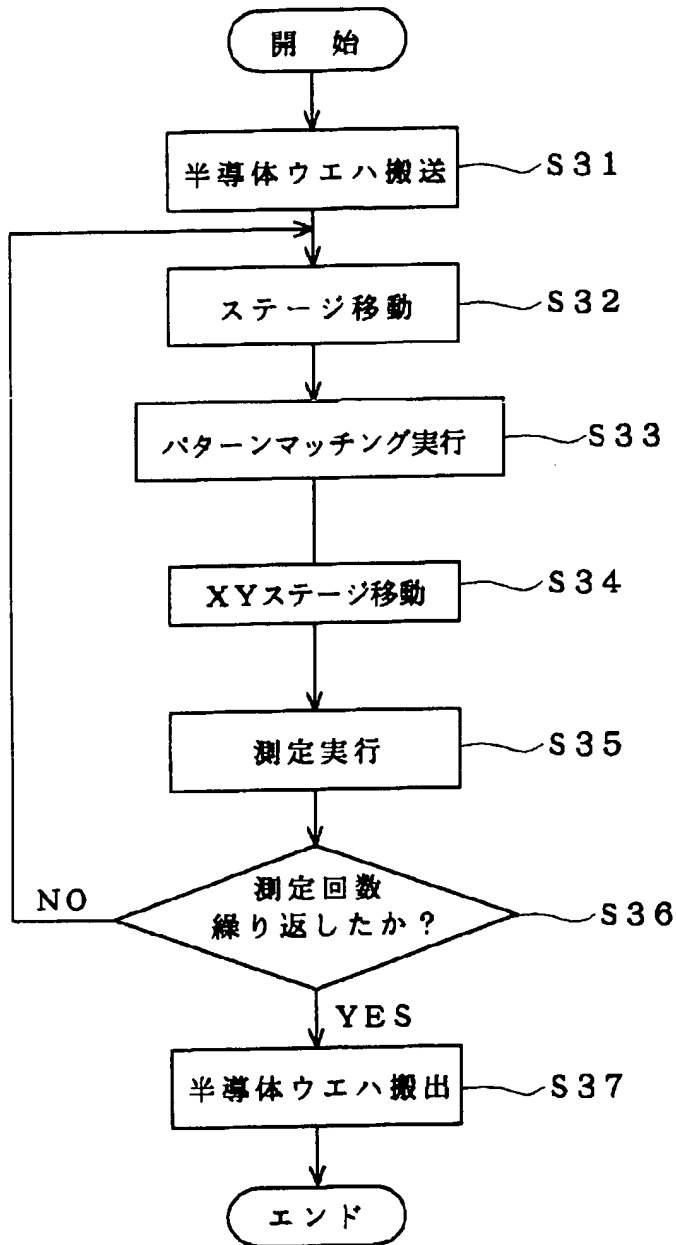 開 始
半導体ウエハ搬送
S31
ステージ移動
S32
パターンマッチング実行
S33
XYステージ移動
S34
測定実行
S35
測定回数
繰り返したか?
S36
NO
YES
半導体ウエハ搬出
S37
エンド